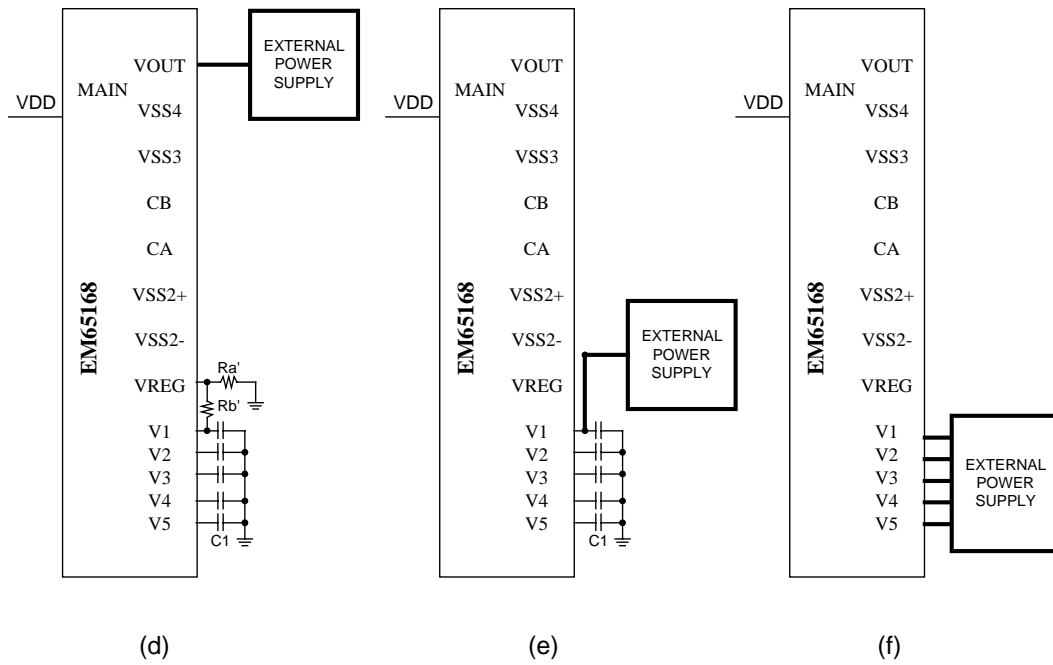 VDD
MAIN
EM65168
VOUT
VSS4
VSS3
CB
CA
VSS2+
VSS2-
VREG
V1
V2
V3
V4
V5
Ra'
Rb'
C1
EXTERNAL
POWER
SUPPLY
(d)
VDD
MAIN
EM65168
VOUT
VSS4
VSS3
CB
CA
VSS2+
VSS2-
VREG
V1
V2
V3
V4
V5
C1
EXTERNAL
POWER
SUPPLY
(e)
VDD
MAIN
EM65168
VOUT
VSS4
VSS3
CB
CA
VSS2+
VSS2-
VREG
V1
V2
V3
V4
V5
EXTERNAL
POWER
SUPPLY
(f)